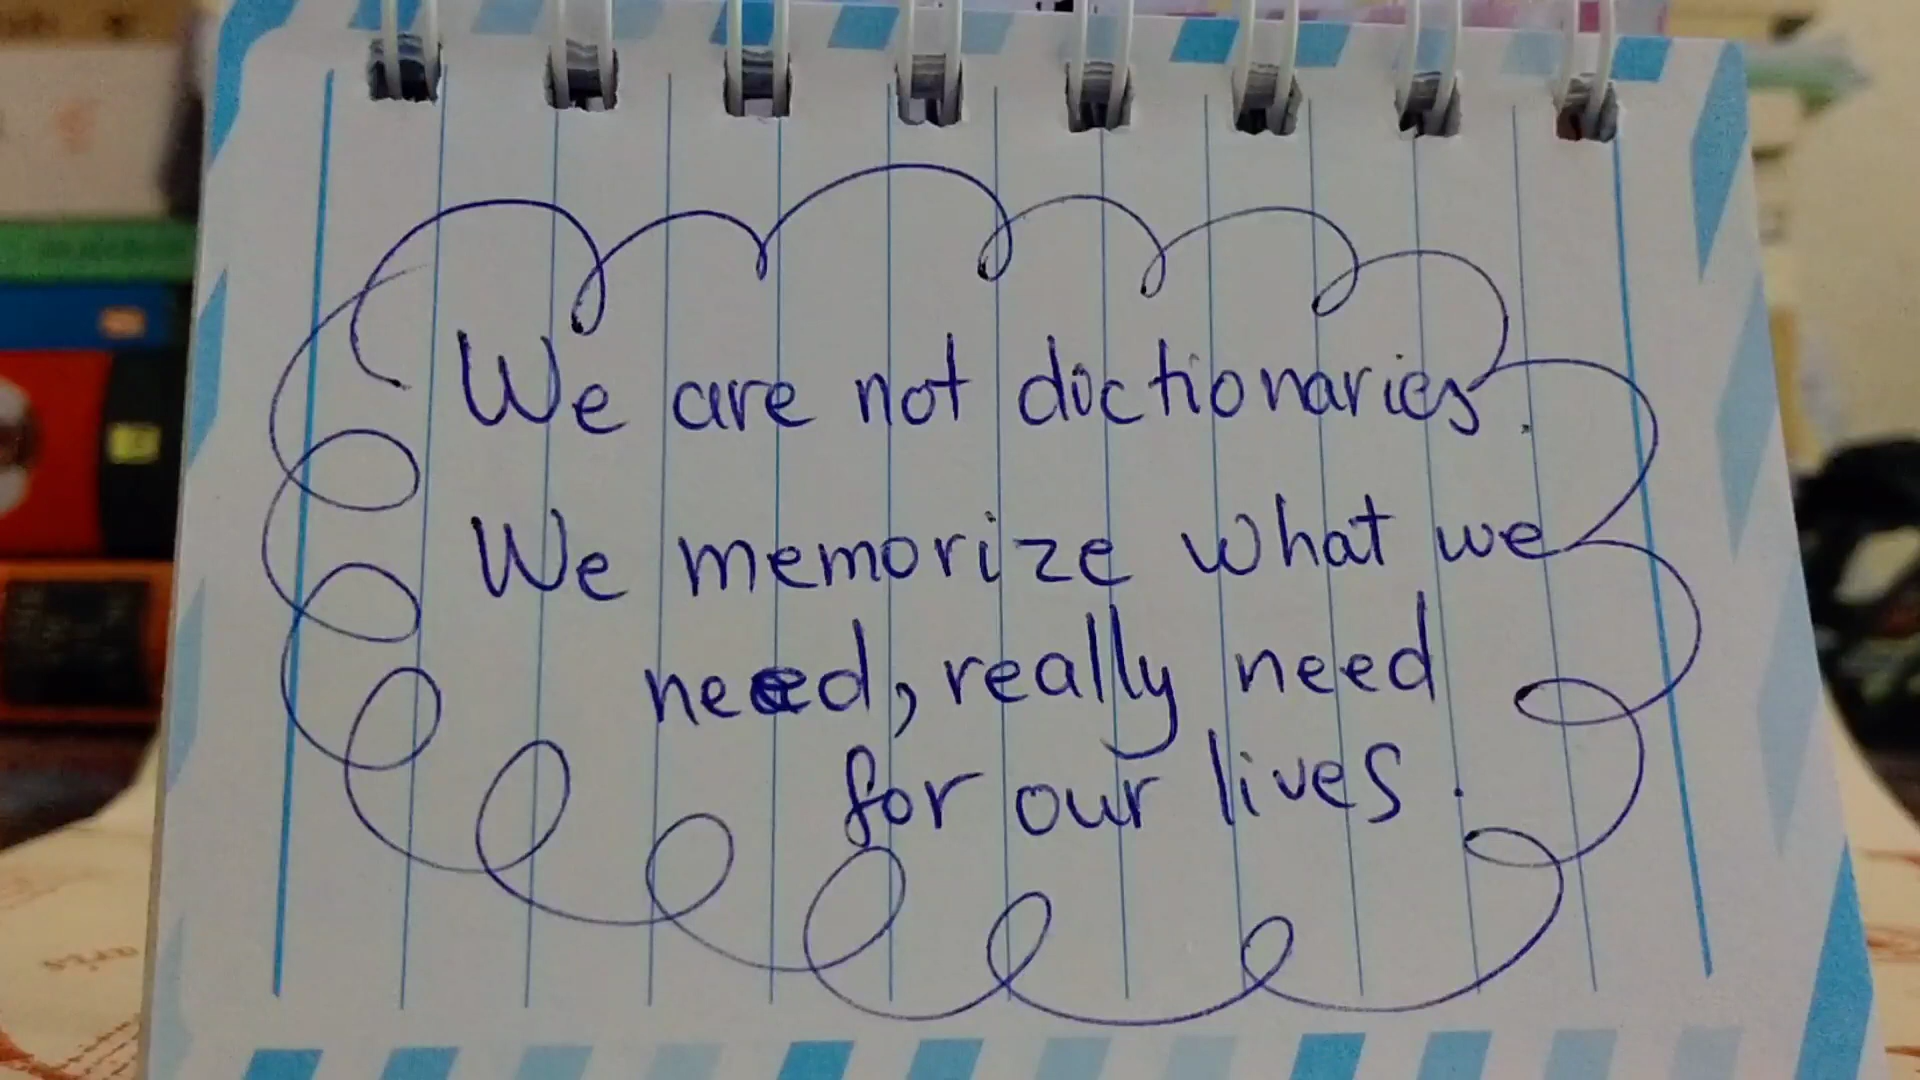 We are not dictionaries.
We memorize what we
need, really need
for our lives.